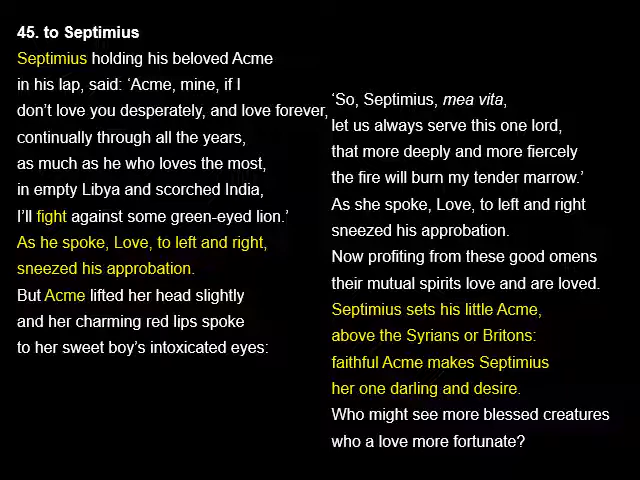 45. to Septimius
Septimius holding his beloved Acme
in his lap, said: ‘Acme, mine, if I
don’t love you desperately, and love forever,
continually through all the years,
as much as he who loves the most,
in empty Libya and scorched India,
I’ll fight against some green-eyed lion.’
As he spoke, Love, to left and right,
sneezed his approbation.
But Acme lifted her head slightly
and her charming red lips spoke
to her sweet boy’s intoxicated eyes:
‘So, Septimius, mea vita,
let us always serve this one lord,
that more deeply and more fiercely
the fire will burn my tender marrow.’
As she spoke, Love, to left and right
sneezed his approbation.
Now profiting from these good omens
their mutual spirits love and are loved.
Septimius sets his little Acme,
above the Syrians or Britons:
faithful Acme makes Septimius
her one darling and desire.
Who might see more blessed creatures
who a love more fortunate?